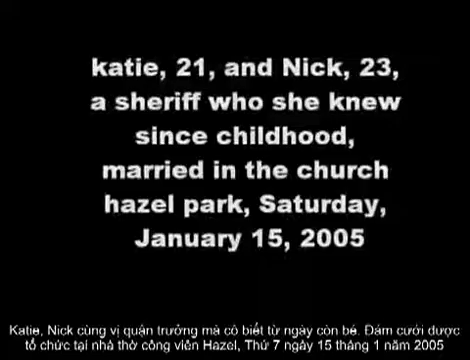 katie, 21, and Nick, 23,
a sheriff who she knew
since childhood,
married in the church
hazel park, Saturday,
January 15, 2005
Katie, Nick cùng vị quận trưởng mà cô biết từ ngày còn bé. Đám cưới được
tổ chức tại nhà thờ công viên Hazel, Thứ 7 ngày 15 tháng 1 năm 2005